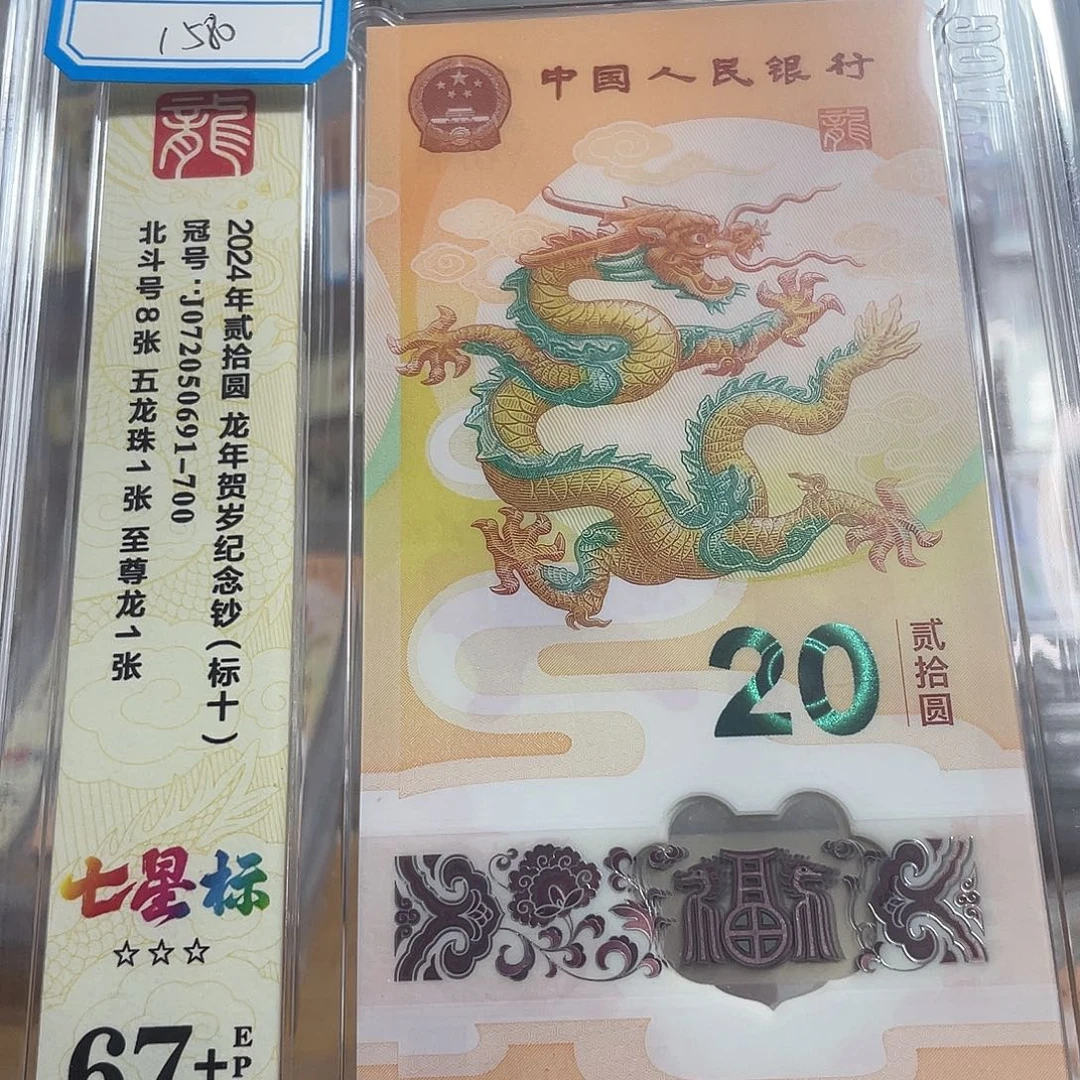 1580
龍
2024年贰拾圆 龙年贺岁纪念钞(标十)
冠号:J072050691-700
北斗号8张 五龙珠1张 至尊龙1张
七星标
☆☆☆
67+
EP
中国人民银行
龍
20
贰拾圆
ACG